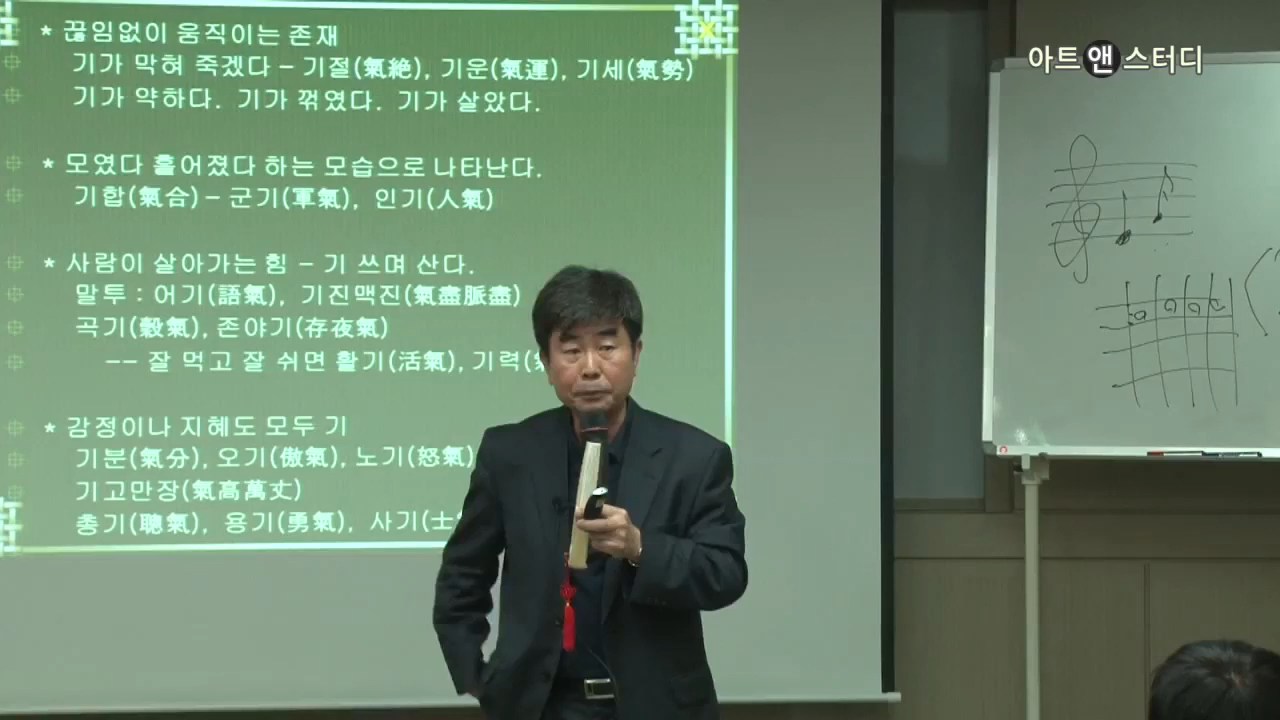 * 끊임없이 움직이는 존재
기가 막혀 죽겠다 – 기절(氣絶), 기운(氣運), 기세(氣勢)
기가 약하다. 기가 꺾였다. 기가 살았다.
* 모였다 흩어졌다 하는 모습으로 나타난다.
기합(氣合) – 군기(軍氣), 인기(人氣)
* 사람이 살아가는 힘 – 기 쓰며 산다.
말투 : 어기(語氣), 기진맥진(氣盡脈盡)
곡기(穀氣), 존야기(存夜氣)
-- 잘 먹고 잘 쉬면 활기(活氣), 기력(
* 감정이나 지혜도 모두 기
기분(氣分), 오기(傲氣), 노기(怒氣)
기고만장(氣高萬丈)
총기(聰氣), 용기(勇氣), 사기(士
아트앤스터디